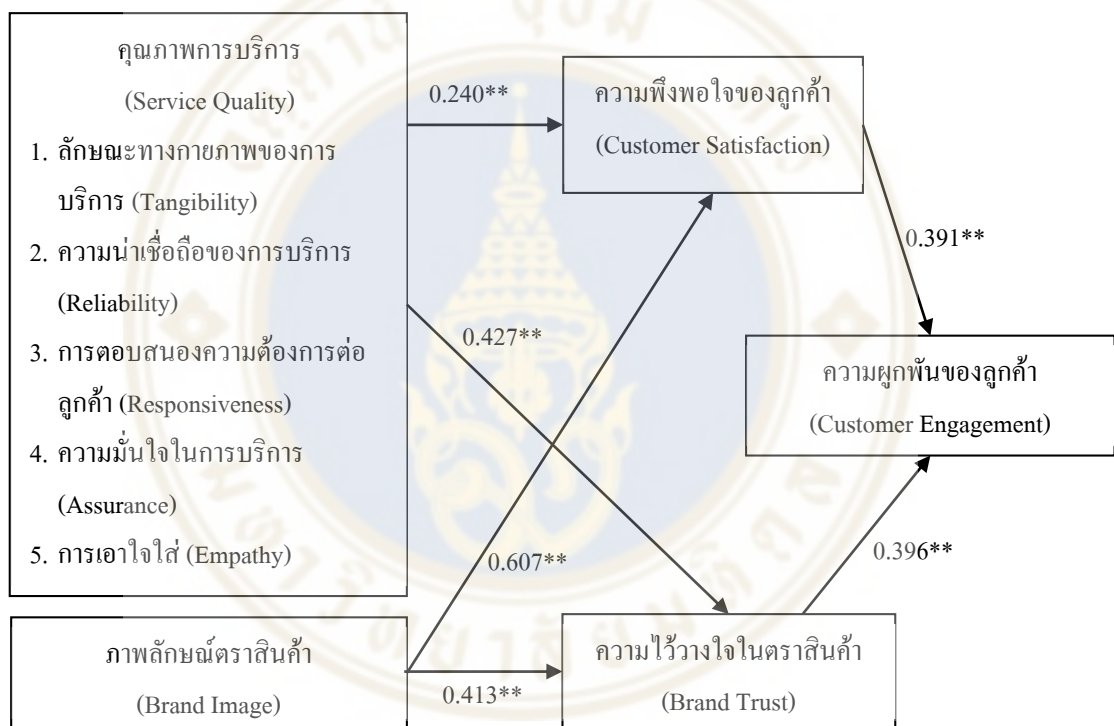 คุณภาพการบริการ
(Service Quality)
1. ลักษณะทางกายภาพของการ
บริการ (Tangibility)
2. ความน่าเชื่อถือของการบริการ
(Reliability)
3. การตอบสนองความต้องการต่อ
ลูกค้า (Responsiveness)
4. ความมั่นใจในการบริการ
(Assurance)
5. การเอาใจใส่ (Empathy)
ภาพลักษณ์ตราสินค้า
(Brand Image)
0.240**
0.427**
0.607**
0.413**
ความพึงพอใจของลูกค้า
(Customer Satisfaction)
ความไว้วางใจในตราสินค้า
(Brand Trust)
0.391**
0.396**
ความผูกพันของลูกค้า
(Customer Engagement)